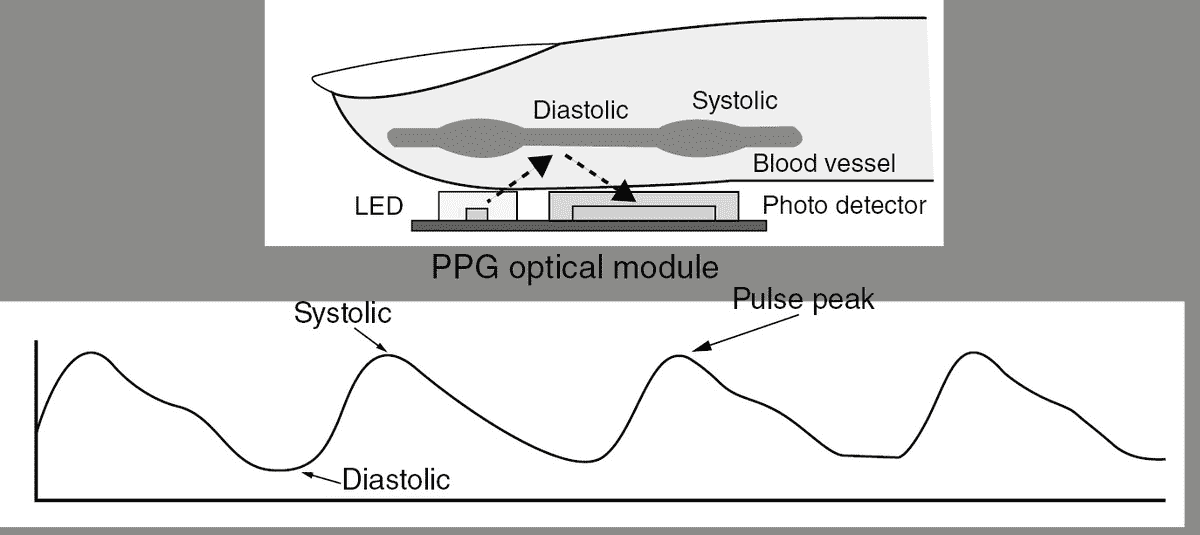 Diastolic
Systolic
Blood vessel
LED
Photo detector
PPG optical module
Systolic
Pulse peak
Diastolic